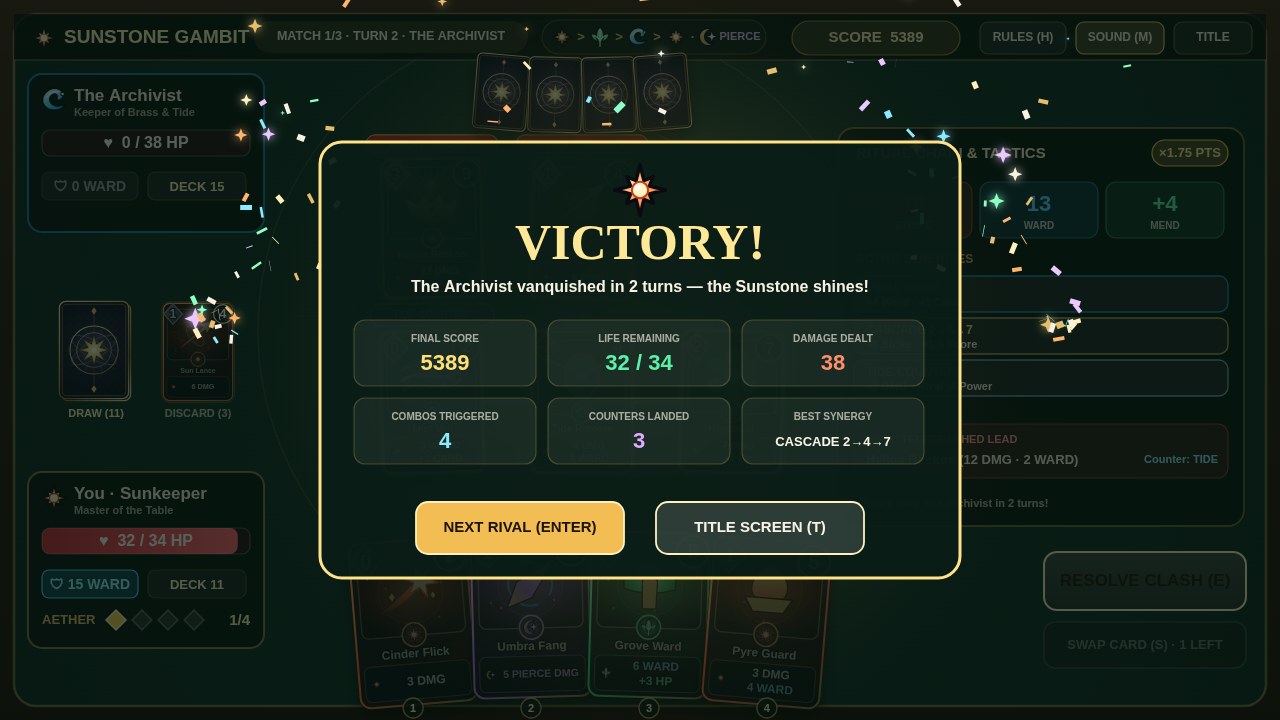 SUNSTONE GAMBIT
MATCH 1/3 · TURN 2 · THE ARCHIVIST
> > > · PIERCE
SCORE 5389
RULES (H)
SOUND (M)
TITLE
The Archivist
Keeper of Brass & Tide
♥ 0 / 38 HP
0 WARD
DECK 15
& TACTICS
×1.75 PTS
13
WARD
+4
MEND
VICTORY!
The Archivist vanquished in 2 turns — the Sunstone shines!
FINAL SCORE
5389
LIFE REMAINING
32 / 34
DAMAGE DEALT
38
COMBOS TRIGGERED
4
COUNTERS LANDED
3
BEST SYNERGY
CASCADE 2→4→7
NEXT RIVAL (ENTER)
TITLE SCREEN (T)
7
Power
LEAD
(12 DMG · 2 WARD)
Counter: TIDE
in 2 turns!
1
4
Sun Lance
8 DMG
DRAW (11)
DISCARD (3)
You · Sunkeeper
Master of the Table
♥ 32 / 34 HP
15 WARD
DECK 11
AETHER
1/4
Cinder Flick
3 DMG
1
Umbra Fang
5 PIERCE DMG
2
Grove Ward
6 WARD
+3 HP
3
Pyre Guard
3 DMG
4 WARD
4
RESOLVE CLASH (E)
SWAP CARD (S) · 1 LEFT